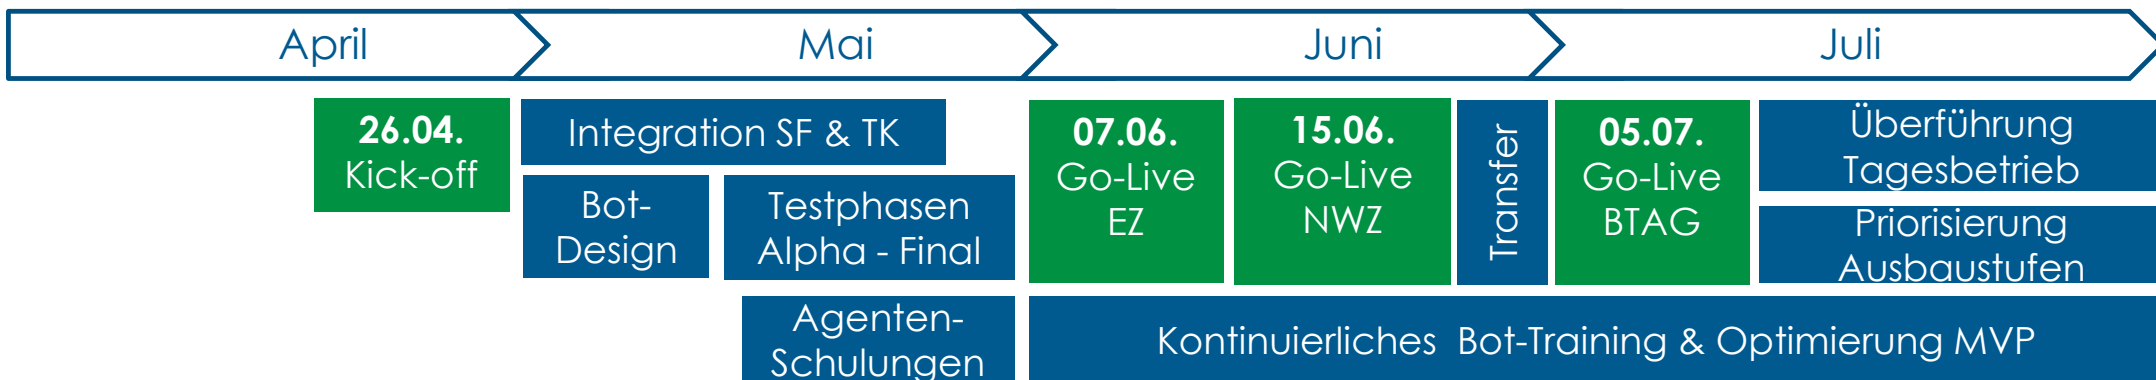 April
Mai
Juni
Juli
26.04.
Kick-off
Integration SF & TK
Bot-
Design
Testphasen
Alpha - Final
Agenten-
Schulungen
07.06.
Go-Live
EZ
15.06.
Go-Live
NWZ
Transfer
05.07.
Go-Live
BTAG
Überführung
Tagesbetrieb
Priorisierung
Ausbaustufen
Kontinuierliches Bot-Training & Optimierung MVP